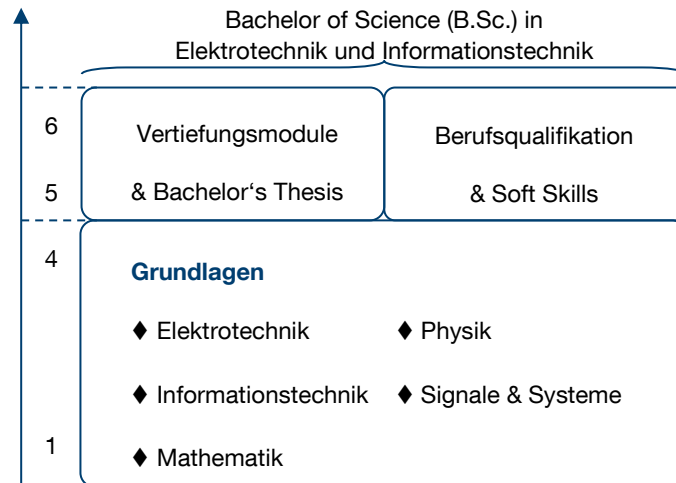 Bachelor of Science (B.Sc.) in
Elektrotechnik und Informationstechnik
6
Vertiefungsmodule
Berufsqualifikation
5
& Bachelor‘s Thesis
& Soft Skills
4
Grundlagen
♦ Elektrotechnik
♦ Physik
♦ Informationstechnik
♦ Signale & Systeme
1
♦ Mathematik